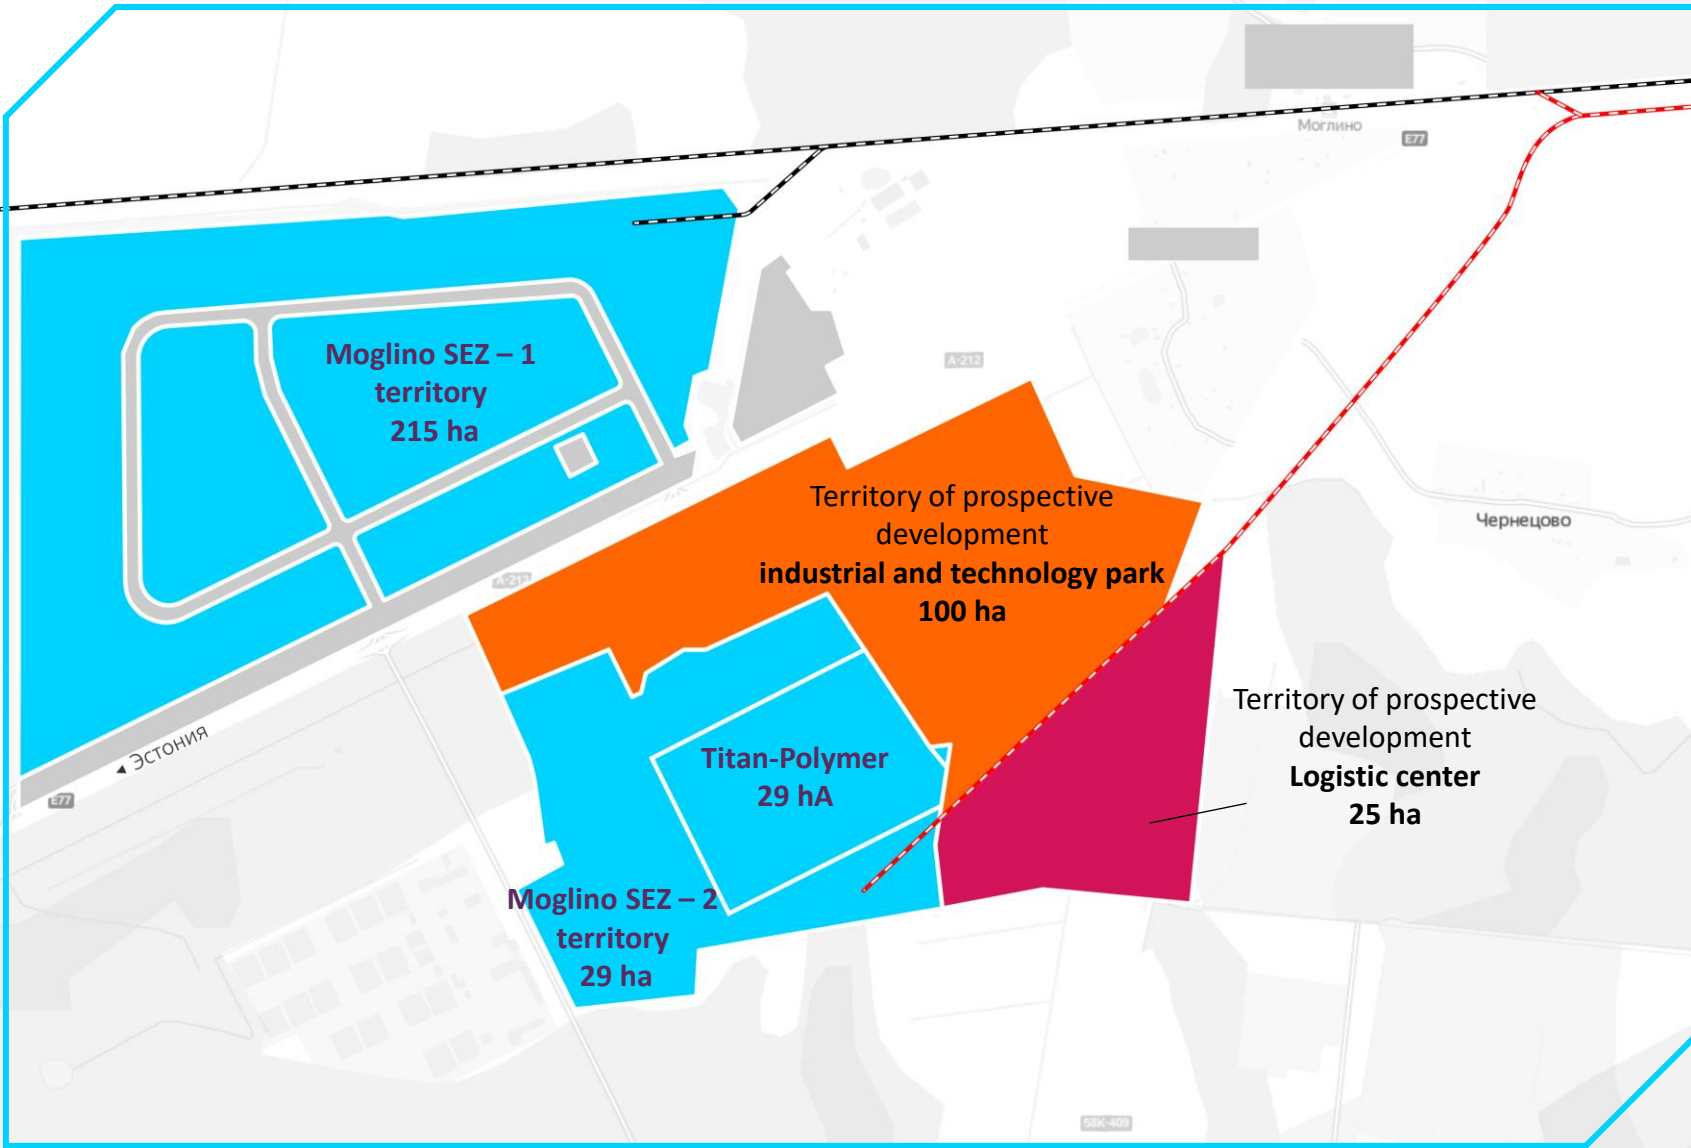 Моглино
E77
Moglino SEZ – 1
territory
215 ha
A-212
Territory of prospective
development
industrial and technology park
100 ha
Чернецово
A-212
Territory of prospective
development
Logistic center
25 ha
Эстония
E77
Titan-Polymer
29 hA
Moglino SEZ – 2
territory
29 ha
58K-409